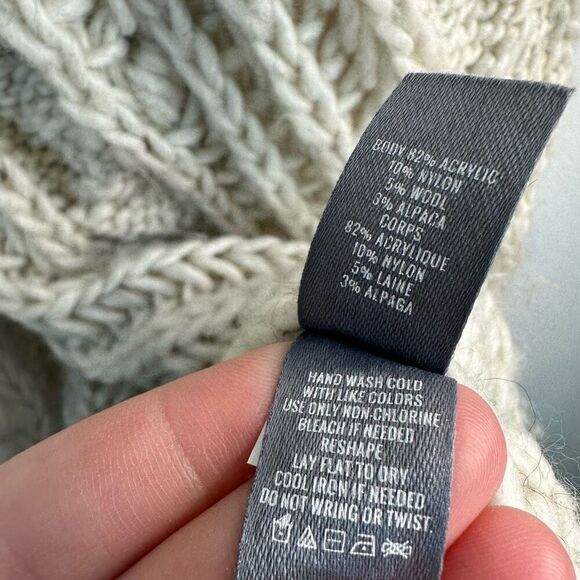 BODY 82% ACRYLIC
10% NYLON
5% WOOL
3% ALPACA
CORPS
82% ACRYLIQUE
10% NYLON
5% LAINE
3% ALPAGA
HAND WASH COLD
WITH LIKE COLORS
USE ONLY NON-CHLORINE
BLEACH IF NEEDED
RESHAPE
LAY FLAT TO DRY
COOL IRON IF NEEDED
DO NOT WRING OR TWIST